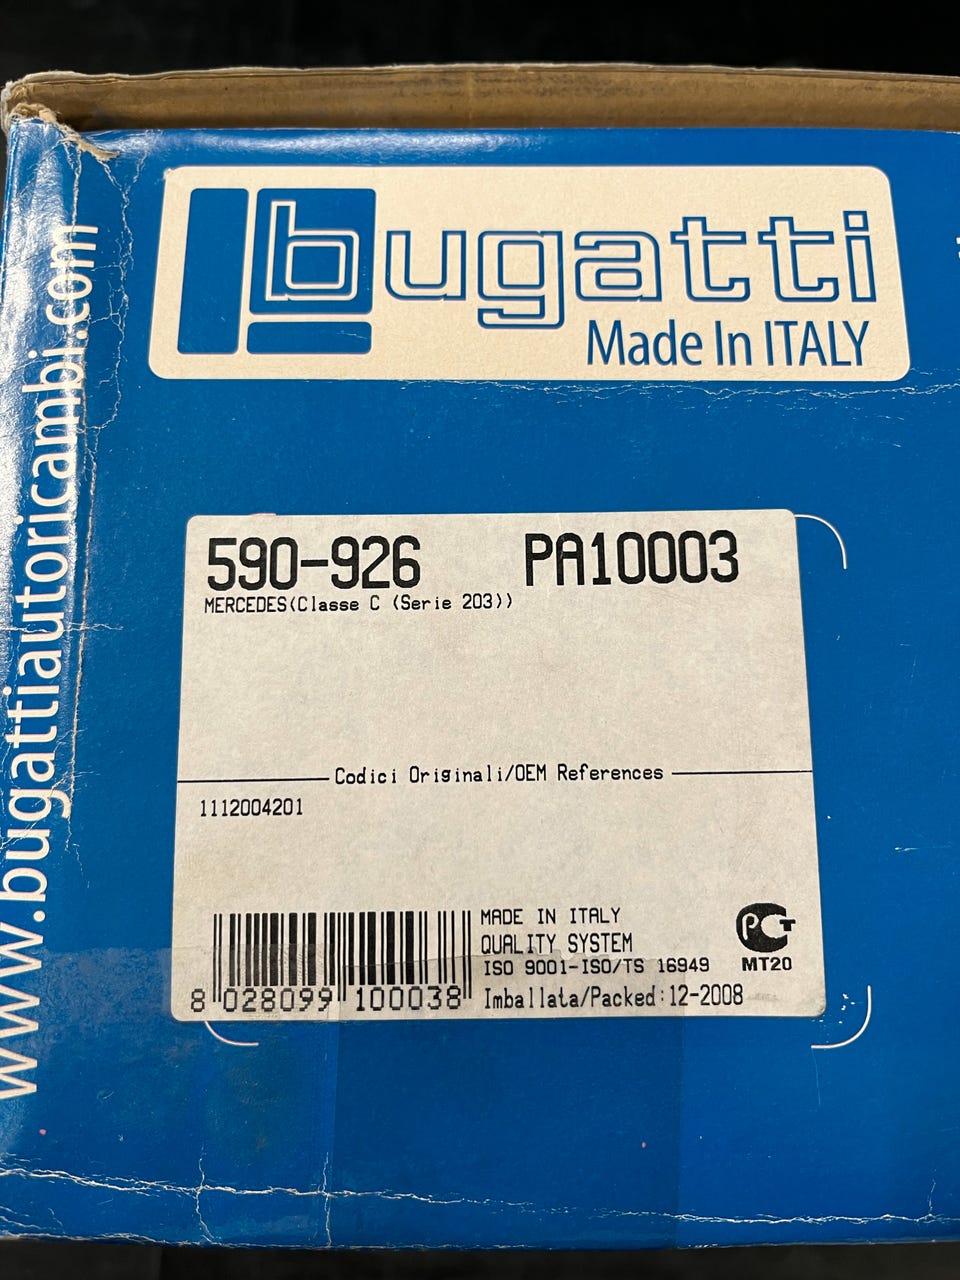 bugatti
Made In ITALY
www.bugattiautoricambi.com
590-926 PA10003
MERCEDES(Classe C (Serie 203))
Codici Originali/OEM References
1112004201
MADE IN ITALY
QUALITY SYSTEM
ISO 9001-ISO/TS 16949
Imballata/Packed:12-2008
PCT
MT20
8 028099 100038